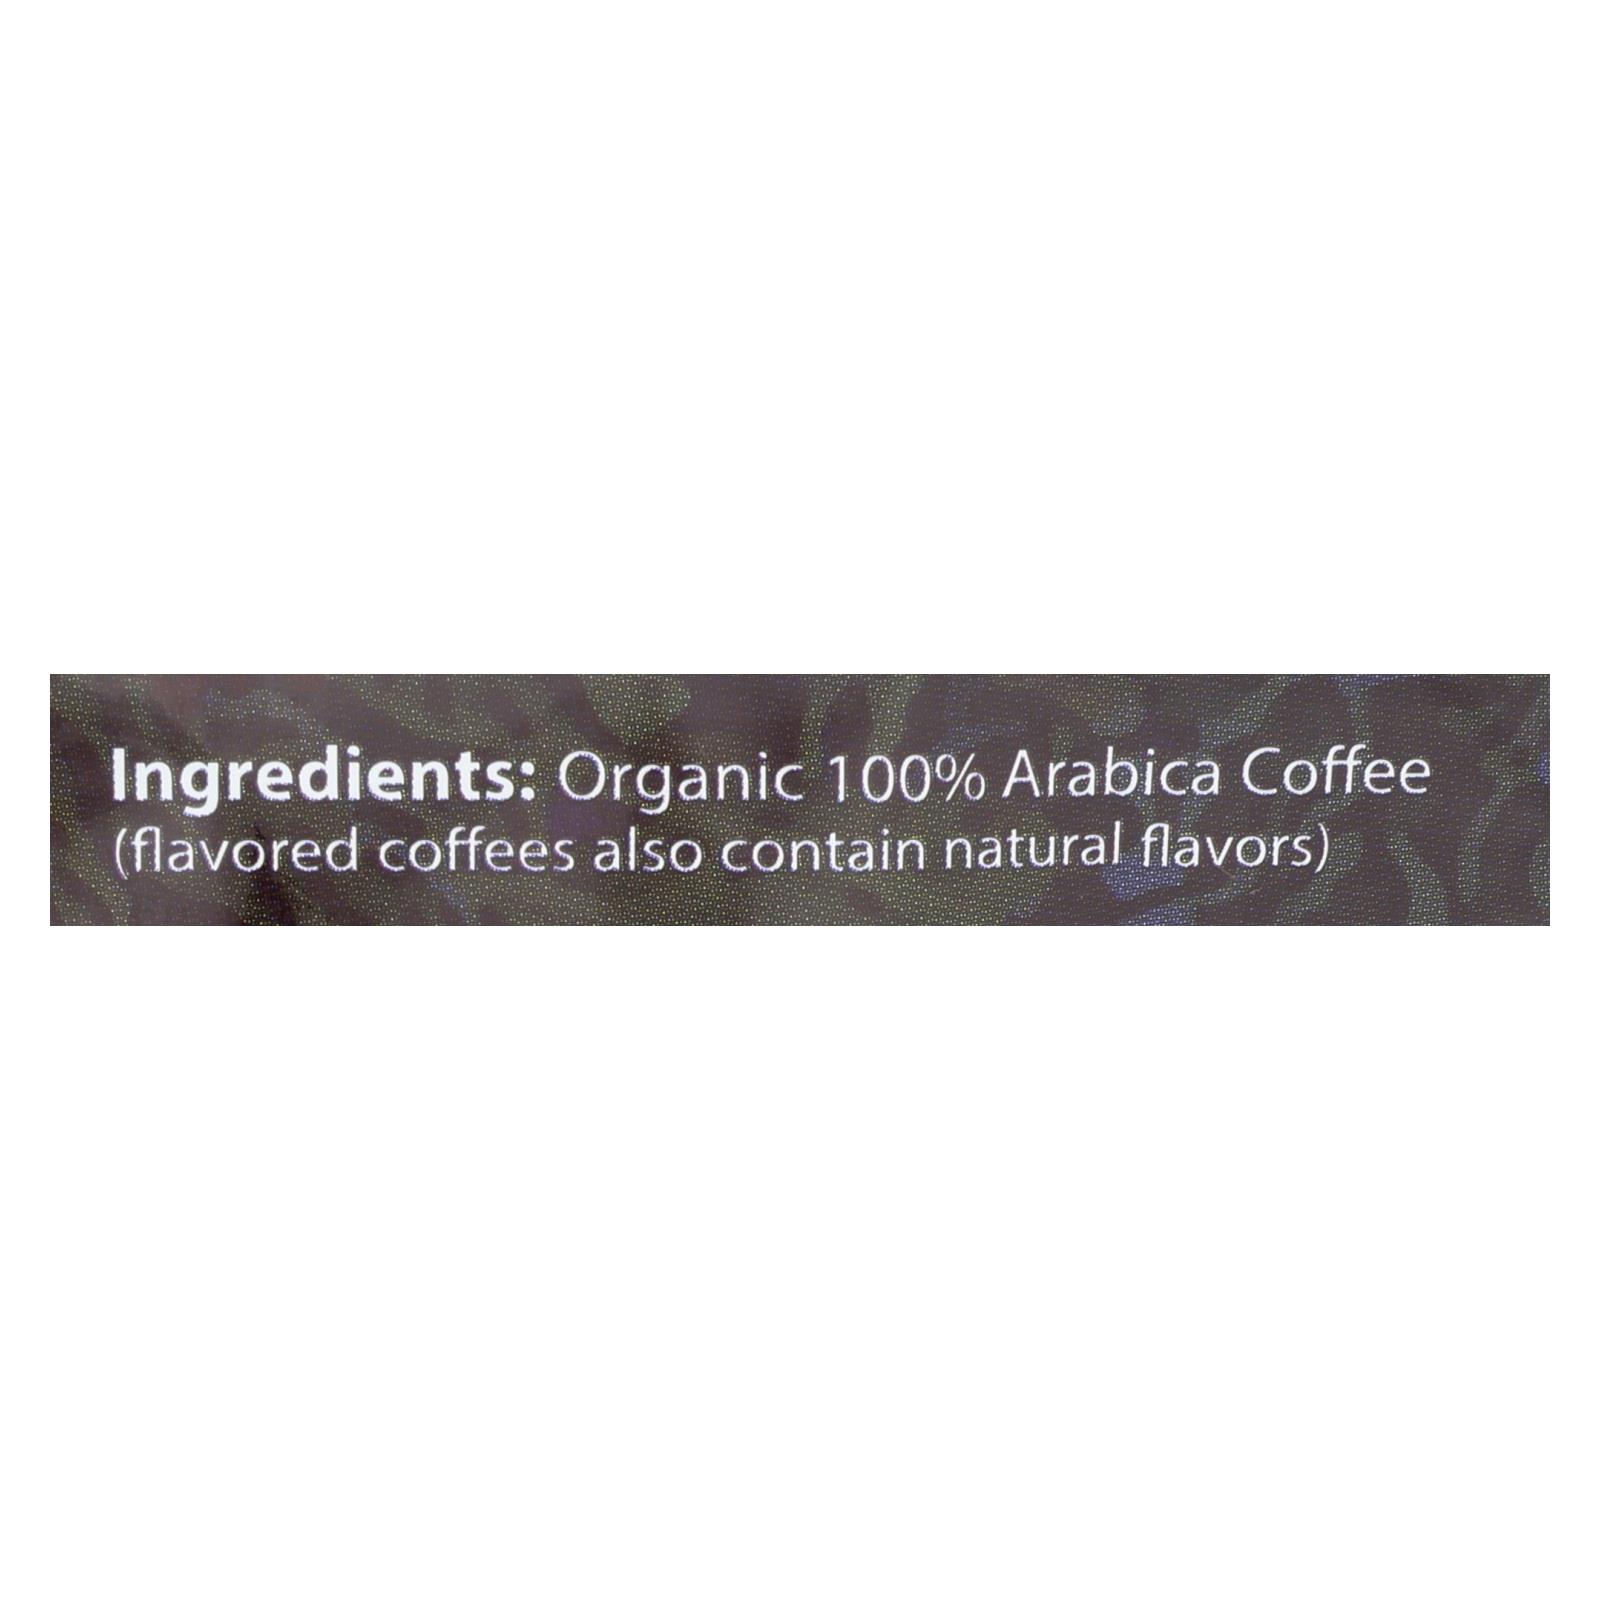 Ingredients: Organic 100% Arabica Coffee
(flavored coffees also contain natural flavors)